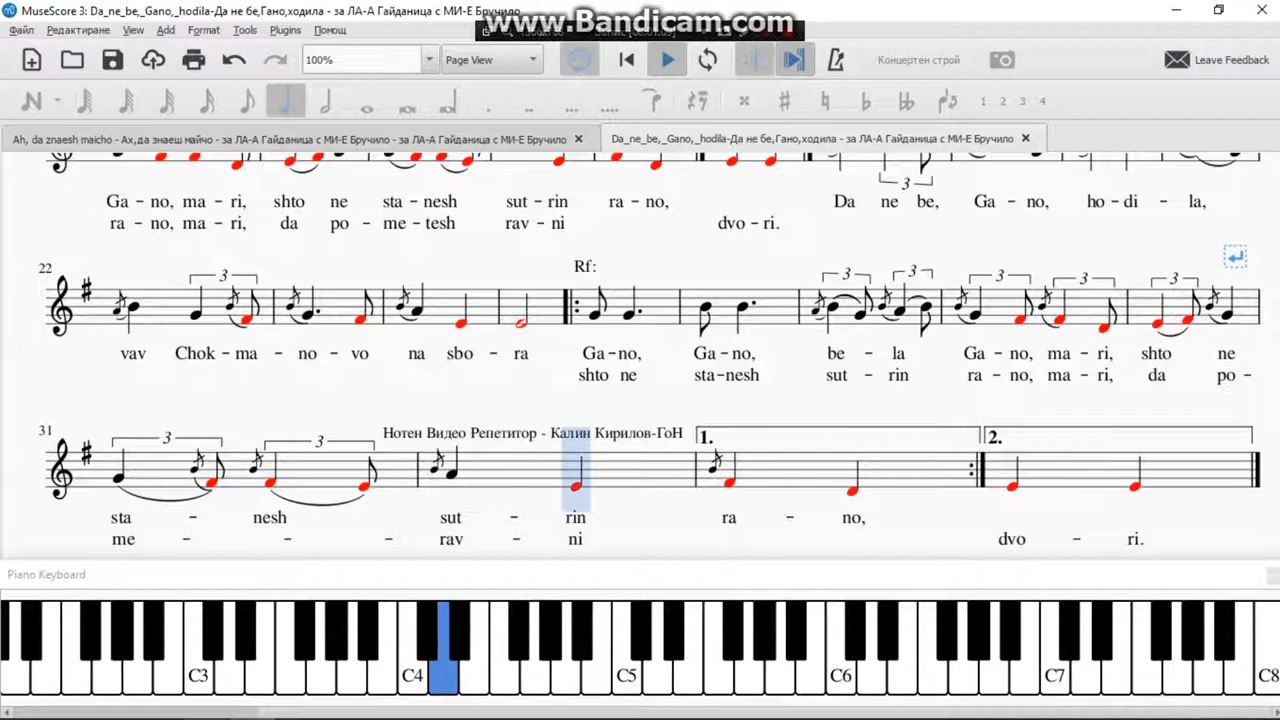 MuseScore 3: Da_ne_be,_Gano,_hodila-Да не бе,Гано,ходила - за ЛА-А Гайданица с МИ-Е Бручило
www.Bandicam.com
Файл Редактиране View Add Format Tools Plugins Помощ
100% Page View Концертен строй Leave Feedback
1 2 3 4
Ah, da znaesh maicho - Ах,да знаеш майчо - за ЛА-А Гайданица с МИ-Е Бручило - за ЛА-А Гайданица с МИ-Е Бручило Da_ne_be,_Gano,_hodila-Да не бе,Гано,ходила - за ЛА-А Гайданица с МИ-Е Бручило
3
Ga - no, ma - ri, shto ne sta - nesh sut - rin ra - no, Da ne be, Ga - no, ho - di - la,
ra - no, ma - ri, da po - me - tesh rav - ni dvo - ri.
22 3 Rf: 3 3 3 3 3
vav Chok - ma - no - vo na sbo - ra Ga - no, Ga - no, be - la Ga - no, ma - ri, shto ne
shto ne sta - nesh sut - rin ra - no, ma - ri, da po -
31 3 3 Нотен Видео Репетитор - Калин Кирилов-ГоН 1. 2.
sta - nesh sut - rin ra - no,
me - - - rav - ni dvo - ri.
Piano Keyboard
C3 C4 C5 C6 C7 C8